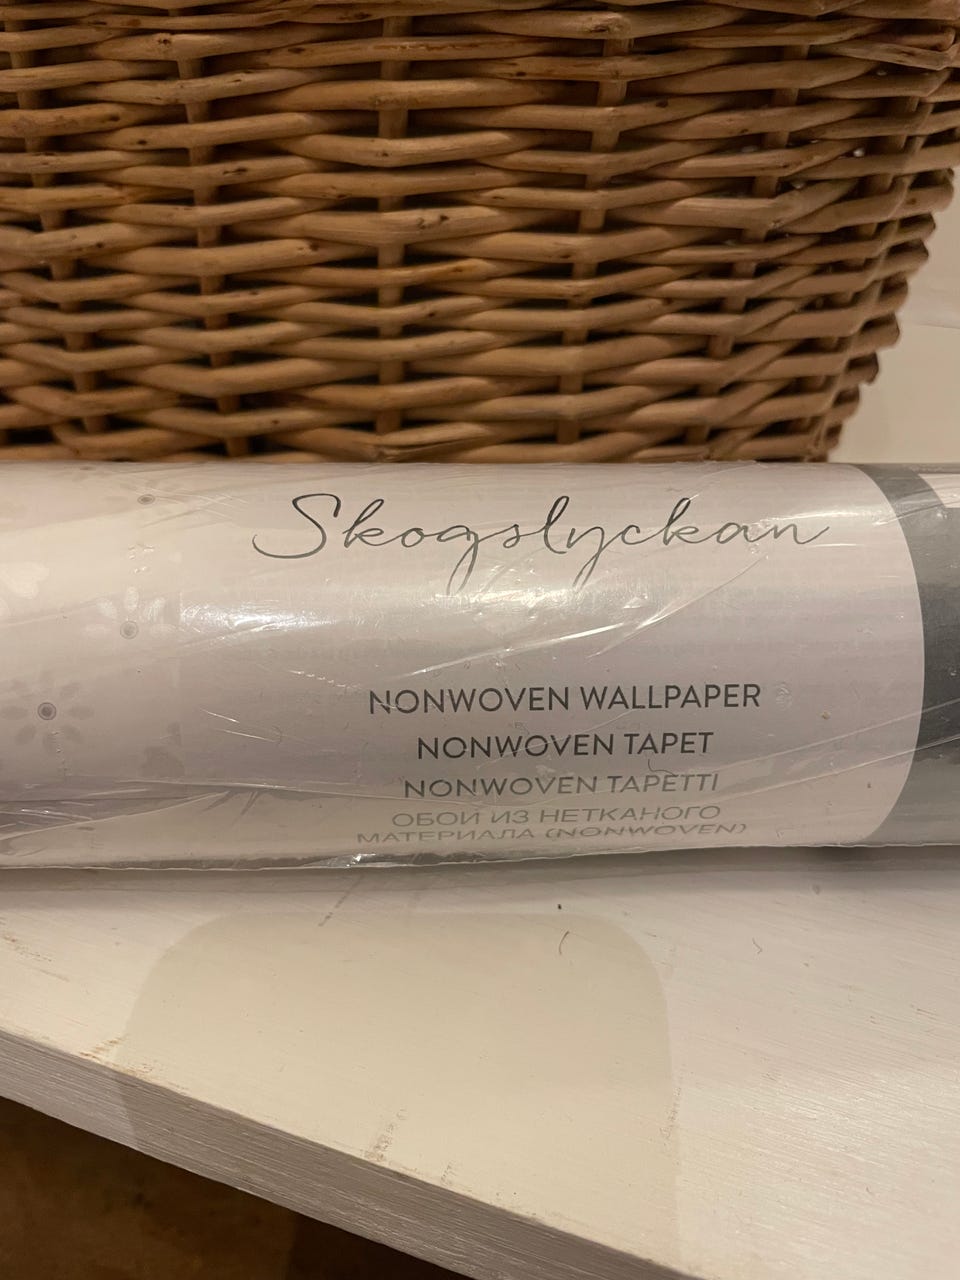 Skogslyckan
NONWOVEN WALLPAPER
NONWOVEN TAPET
NONWOVEN TAPETTI
ОБОИ ИЗ НЕТКАНОГО
МАТЕРИАЛА (NONWOVEN)